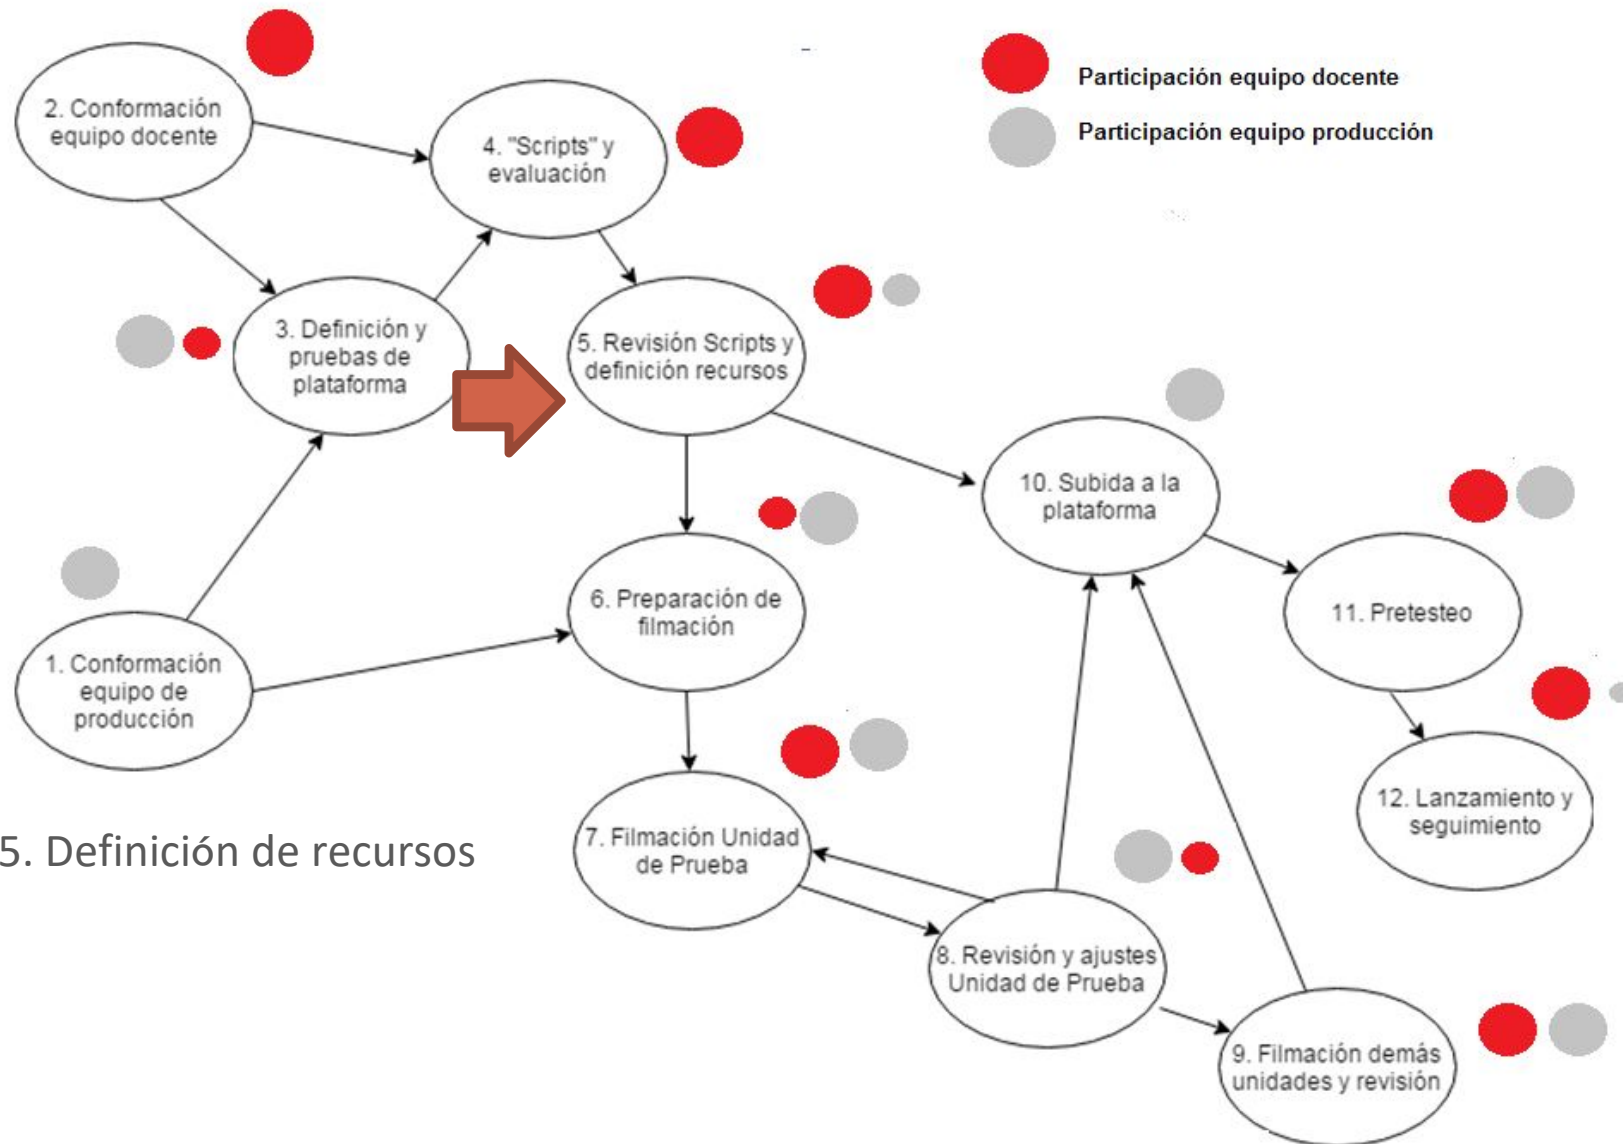 Participación equipo docente
Participación equipo producción
2. Conformación
equipo docente
4. "Scripts" y
evaluación
3. Definición y
pruebas de
plataforma
5. Revisión Scripts y
definición recursos
10. Subida a la
plataforma
11. Pretesteo
6. Preparación de
filmación
1. Conformación
equipo de
producción
12. Lanzamiento y
seguimiento
7. Filmación Unidad
de Prueba
5. Definición de recursos
8. Revisión y ajustes
Unidad de Prueba
9. Filmación demás
unidades y revisión